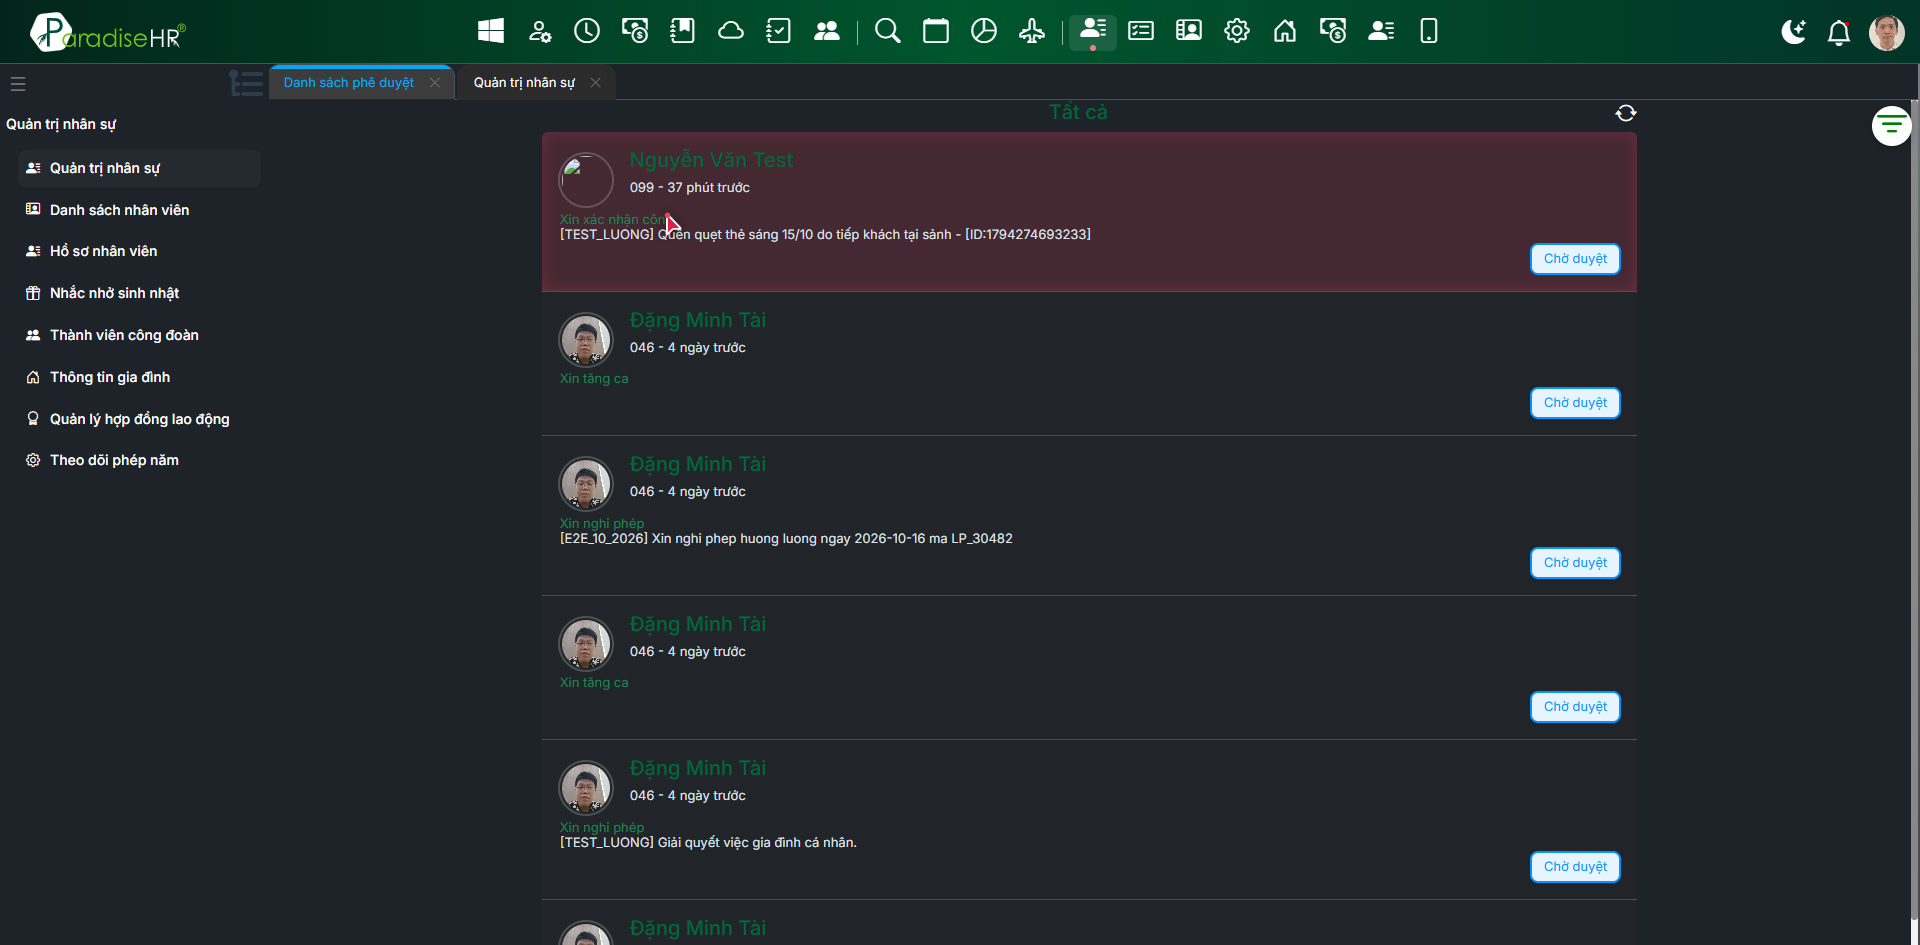 ParadiseHR®
Danh sách phê duyệt
Quản trị nhân sự
Quản trị nhân sự
Quản trị nhân sự
Danh sách nhân viên
Hồ sơ nhân viên
Nhắc nhở sinh nhật
Thành viên công đoàn
Thông tin gia đình
Quản lý hợp đồng lao động
Theo dõi phép năm
Tất cả
Nguyễn Văn Test
099 - 37 phút trước
Xin xác nhân côn
[TEST_LUONG] Quên quẹt thẻ sáng 15/10 do tiếp khách tại sảnh - [ID:1794274693233]
Chờ duyệt
Đặng Minh Tài
046 - 4 ngày trước
Xin tăng ca
Chờ duyệt
Đặng Minh Tài
046 - 4 ngày trước
Xin nghỉ phép
[E2E_10_2026] Xin nghi phep huong luong ngay 2026-10-16 ma LP_30482
Chờ duyệt
Đặng Minh Tài
046 - 4 ngày trước
Xin tăng ca
Chờ duyệt
Đặng Minh Tài
046 - 4 ngày trước
Xin nghỉ phép
[TEST_LUONG] Giải quyết việc gia đình cá nhân.
Chờ duyệt
Đặng Minh Tài